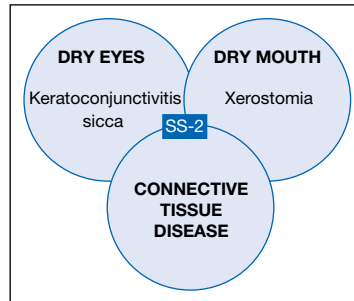 DRY EYES
Keratoconjunctivitis
sicca
DRY MOUTH
Xerostomia
SS-2
CONNECTIVE
TISSUE
DISEASE